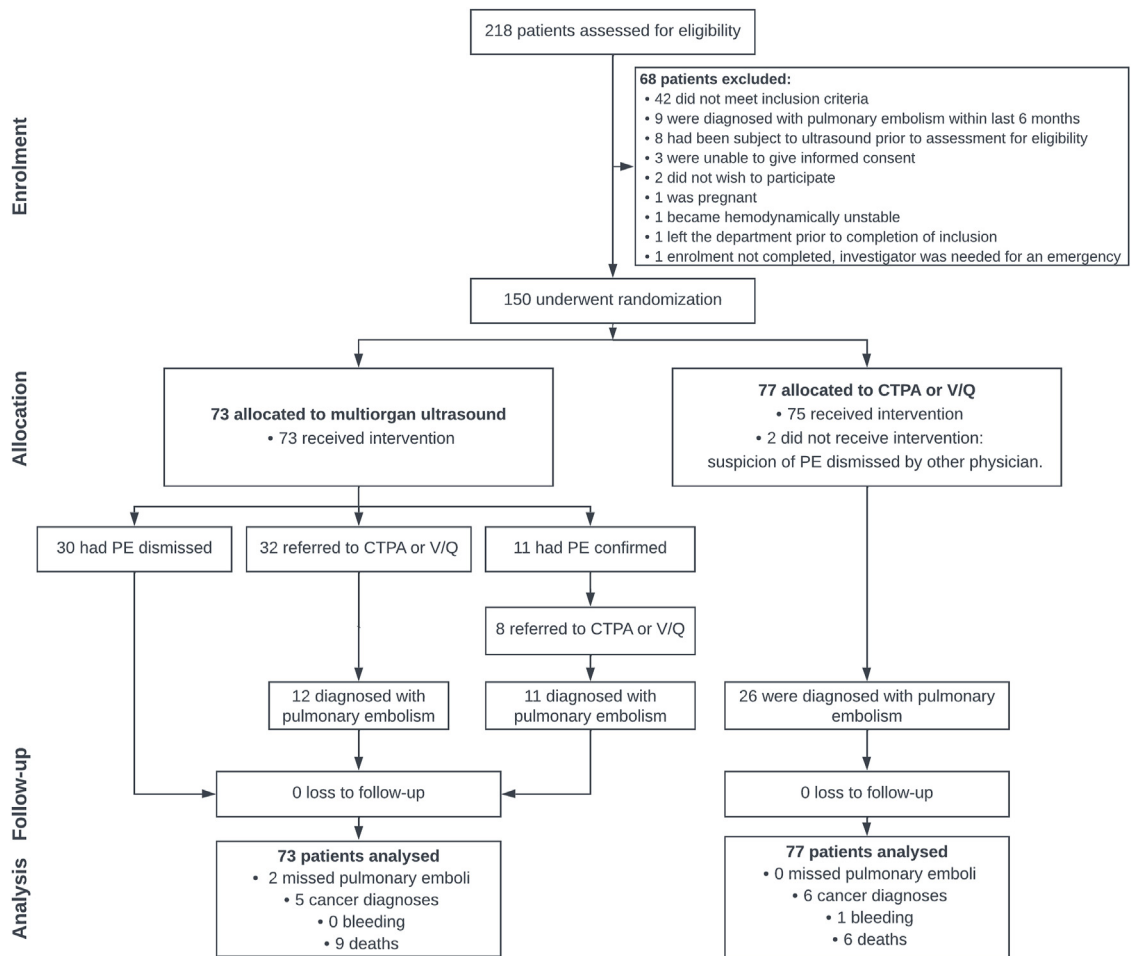 218 patients assessed for eligibility
Enrolment
68 patients excluded:
• 42 did not meet inclusion criteria
• 9 were diagnosed with pulmonary embolism within last 6 months
• 8 had been subject to ultrasound prior to assessment for eligibility
• 3 were unable to give informed consent
• 2 did not wish to participate
• 1 was pregnant
• 1 became hemodynamically unstable
• 1 left the department prior to completion of inclusion
• 1 enrolment not completed, investigator was needed for an emergency
150 underwent randomization
Allocation
73 allocated to multiorgan ultrasound
• 73 received intervention
77 allocated to CTPA or V/Q
• 75 received intervention
• 2 did not receive intervention:
suspicion of PE dismissed by other physician.
30 had PE dismissed
32 referred to CTPA or V/Q
11 had PE confirmed
8 referred to CTPA or V/Q
12 diagnosed with
pulmonary embolism
11 diagnosed with
pulmonary embolism
26 were diagnosed with pulmonary
embolism
Follow-up
0 loss to follow-up
0 loss to follow-up
Analysis
73 patients analysed
• 2 missed pulmonary emboli
• 5 cancer diagnoses
• 0 bleeding
• 9 deaths
77 patients analysed
• 0 missed pulmonary emboli
• 6 cancer diagnoses
• 1 bleeding
• 6 deaths